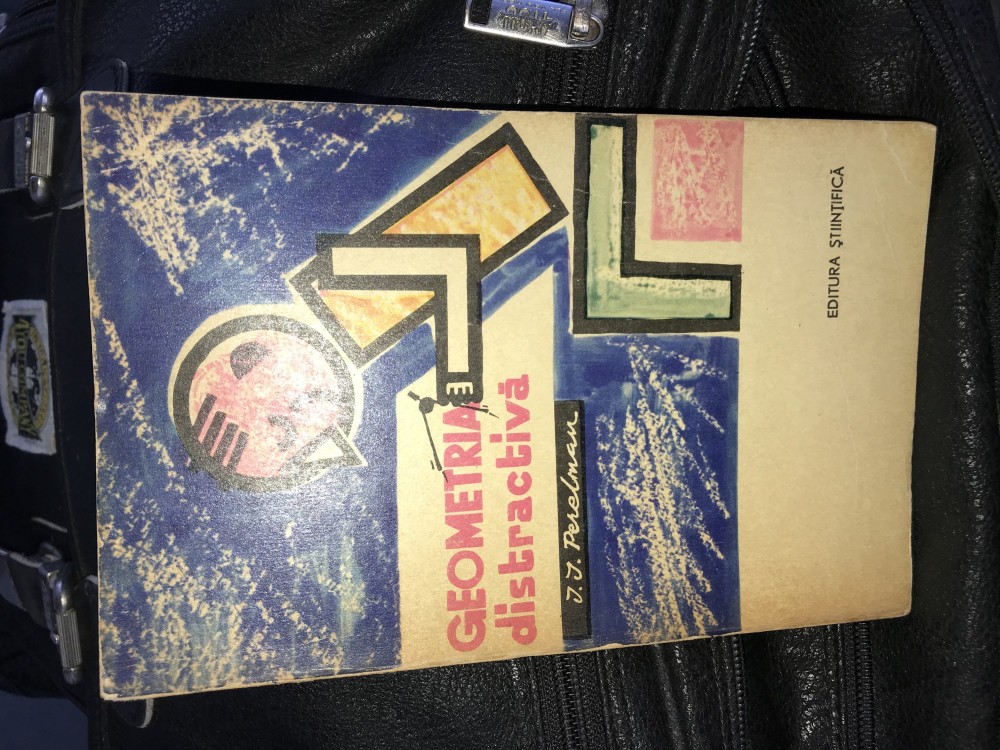 GEOMETRIA
distractivă
J. J. Perelman
EDITURA ŞTIINŢIFICĂ